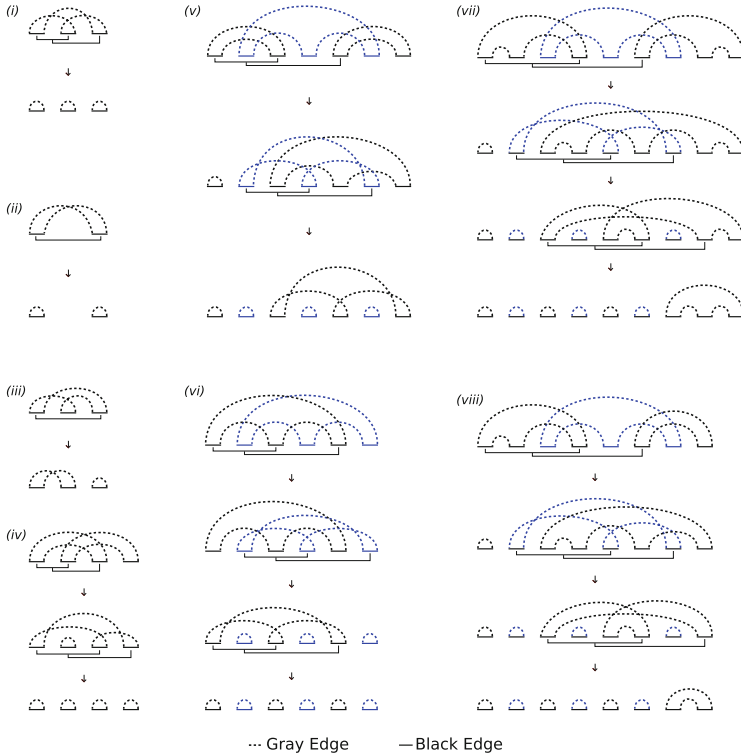 (i)
(v)
(vii)
(ii)
(iii)
(vi)
(viii)
(iv)
Gray Edge
Black Edge